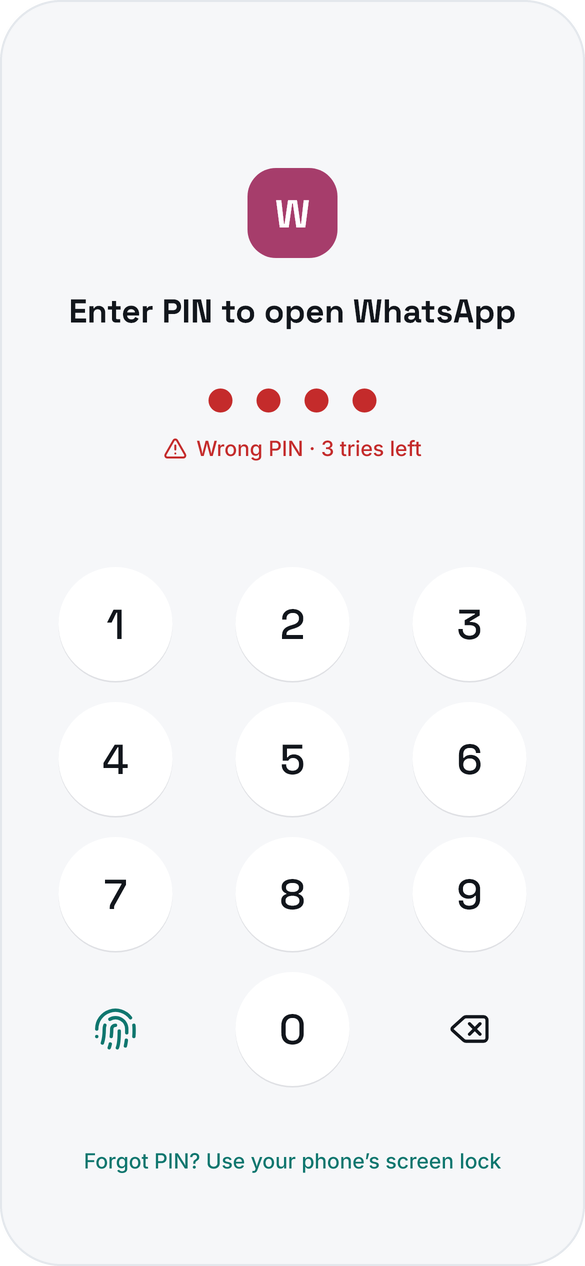 W
Enter PIN to open WhatsApp
Wrong PIN · 3 tries left
1 2 3
4 5 6
7 8 9
0
Forgot PIN? Use your phone’s screen lock